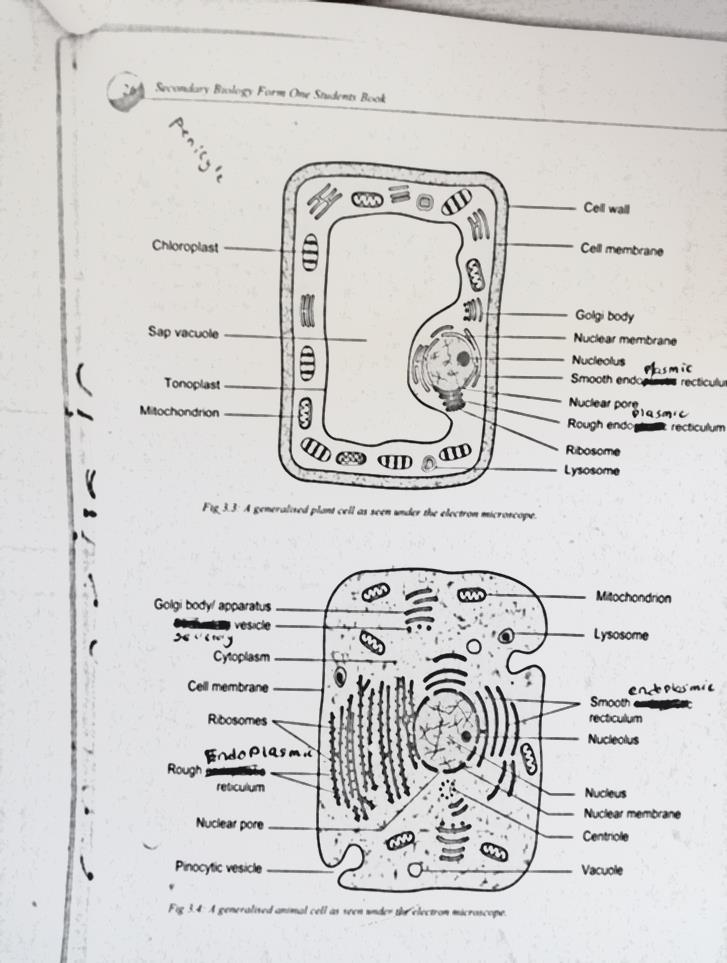 26 Secondary Biology Form One Students Book
Cell wall
Chloroplast
Cell membrane
Golgi body
Sap vacuole
Nuclear membrane
Nucleolus
plasmic
Smooth endo recticulu
Tonoplast
Nuclear pore
plasmic
Mitochondrion
Rough endo recticulum
Ribosome
Lysosome
Fig 3.3: A generalised plant cell as seen under the electron microscope.
Mitochondrion
Golgi body/ apparatus
vesicle
Lysosome
Cytoplasm
Cell membrane
endoplasmic
Smooth
recticulum
Ribosomes
Nucleolus
Endoplasmic
Rough
reticulum
Nucleus
Nuclear membrane
Nuclear pore
Centriole
Pinocytic vesicle
Vacuole
Fig 3.4: A generalised animal cell as seen under the electron microscope.